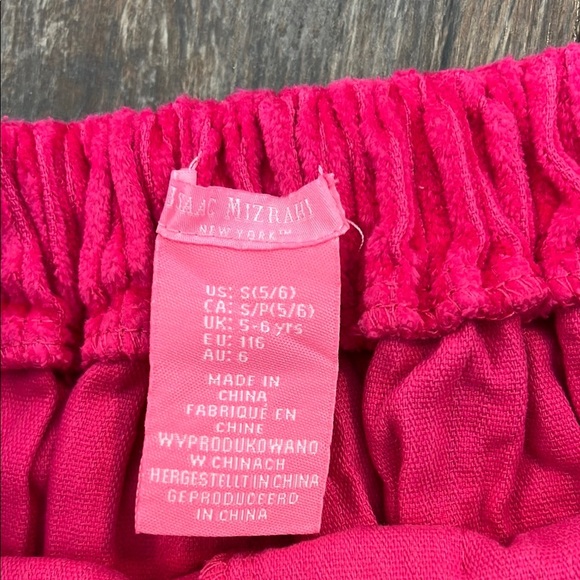 ISAAC MIZRAHI
NEW YORK™
US: S(5/6)
CA: S/P(5/6)
UK: 5-6 yrs
EU: 116
AU: 6
MADE IN
CHINA
FABRIQUÉ EN
CHINE
WYPRODUKOWANO
W CHINACH
HERGESTELLT IN CHINA
GEPRODUCEERD
IN CHINA